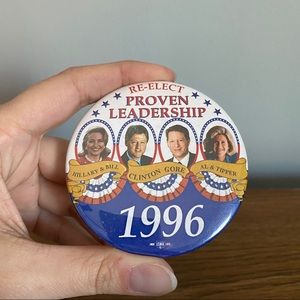 RE-ELECT
PROVEN
LEADERSHIP
HILLARY & BILL
CLINTON GORE
AL & TIPPER
1996